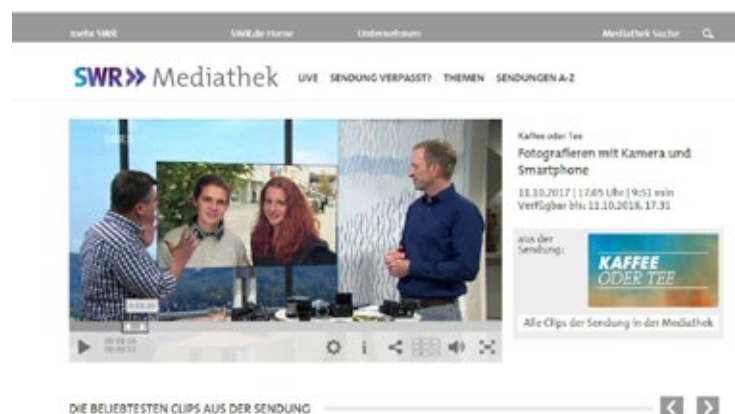 mehr SWR
SWR.de Home
Unternehmen
Mediathek Suche
SWR» Mediathek
LIVE
SENDUNG VERPASST?
THEMEN
SENDUNGEN A-Z
Kaffee oder Tee
Fotografieren mit Kamera und
Smartphone
11.10.2017 | 17.05 Uhr | 9:51 min
Verfügbar bis: 11.10.2018, 17.31
aus der
Sendung:
KAFFEE
ODER TEE
Alle Clips der Sendung in der Mediathek
DIE BELIEBTESTEN CLIPS AUS DER SENDUNG